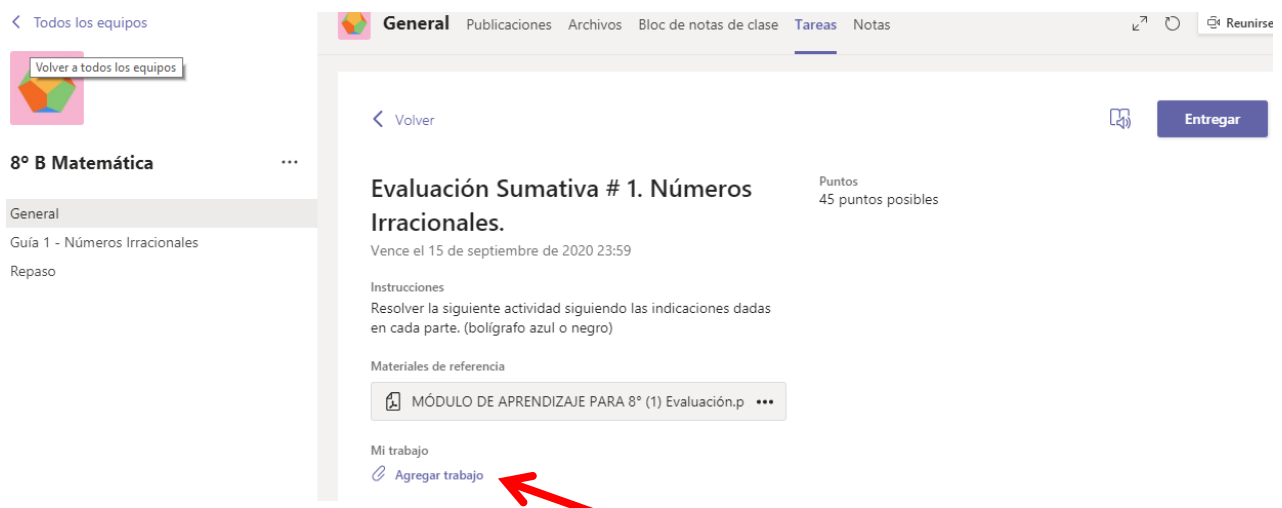 Todos los equipos
Volver a todos los equipos
8º B Matemática
...
General
Guía 1 - Números Irracionales
Repaso
General Publicaciones Archivos Bloc de notas de clase Tareas Notas
Reunirse
Volver
Entregar
Evaluación Sumativa # 1. Números
Irracionales.
Vence el 15 de septiembre de 2020 23:59
Puntos
45 puntos posibles
Instrucciones
Resolver la siguiente actividad siguiendo las indicaciones dadas
en cada parte. (bolígrafo azul o negro)
Materiales de referencia
MÓDULO DE APRENDIZAJE PARA 8° (1) Evaluación.p ...
Mi trabajo
Agregar trabajo